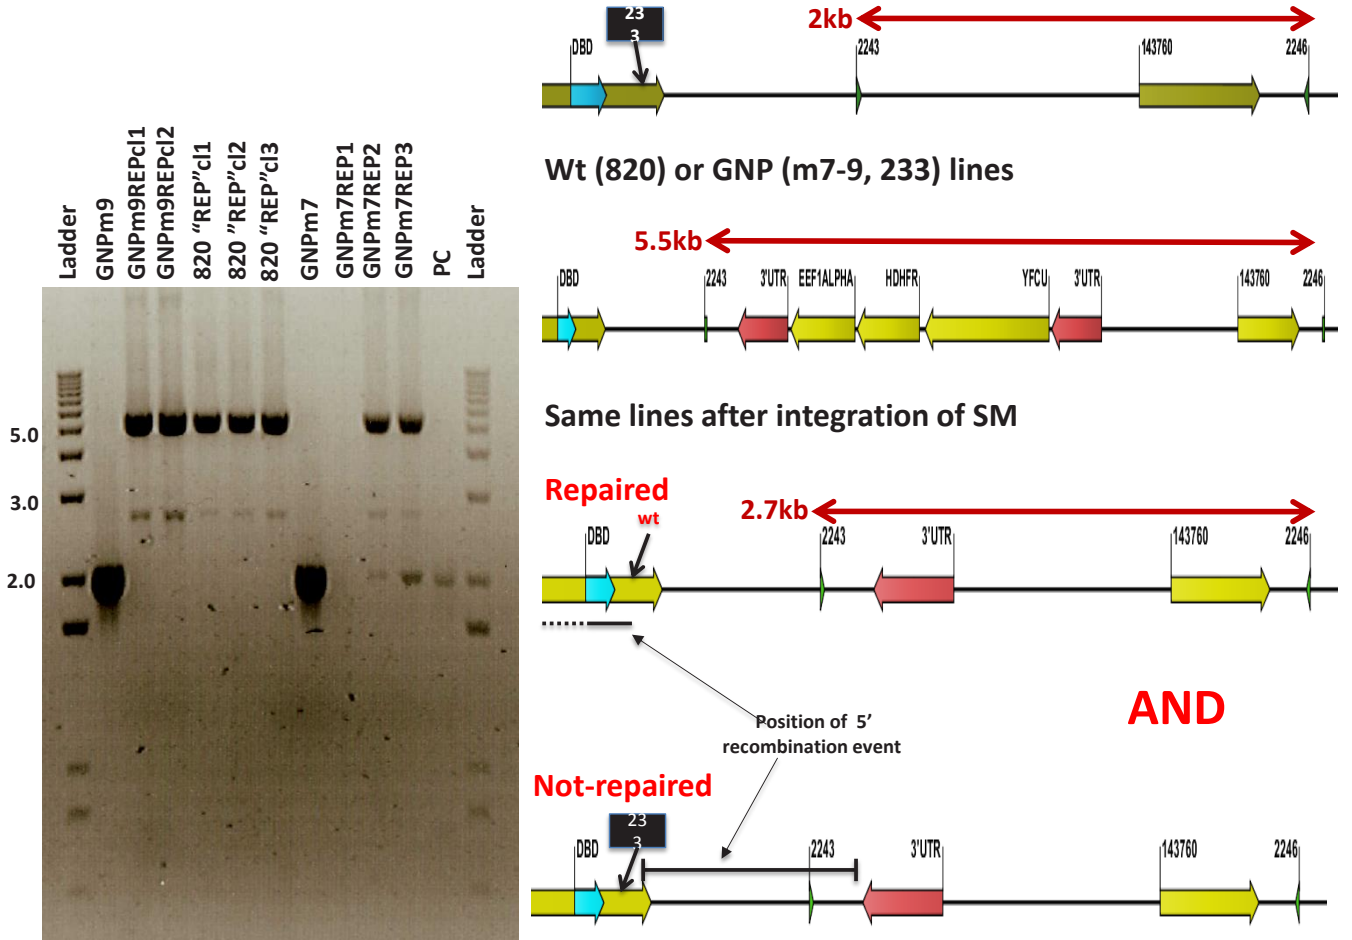 Ladder
GNPm9
GNPm9REPcl1
GNPm9REPcl2
820 “REP”cl1
820 ”REP”cl2
820 “REP”cl3
GNPm7
GNPm7REP1
GNPm7REP2
GNPm7REP3
PC
Ladder
5.0
3.0
2.0
23
3
2kb
DBD
2243
143760
2246
Wt (820) or GNP (m7-9, 233) lines
5.5kb
DBD
2243
3'UTR
EEF1ALPHA
HDHFR
YFCU
3'UTR
143760
2246
Same lines after integration of SM
Repaired
wt
2.7kb
DBD
2243
3'UTR
143760
2246
AND
Position of 5’
recombination event
Not-repaired
23
3
DBD
2243
3'UTR
143760
2246